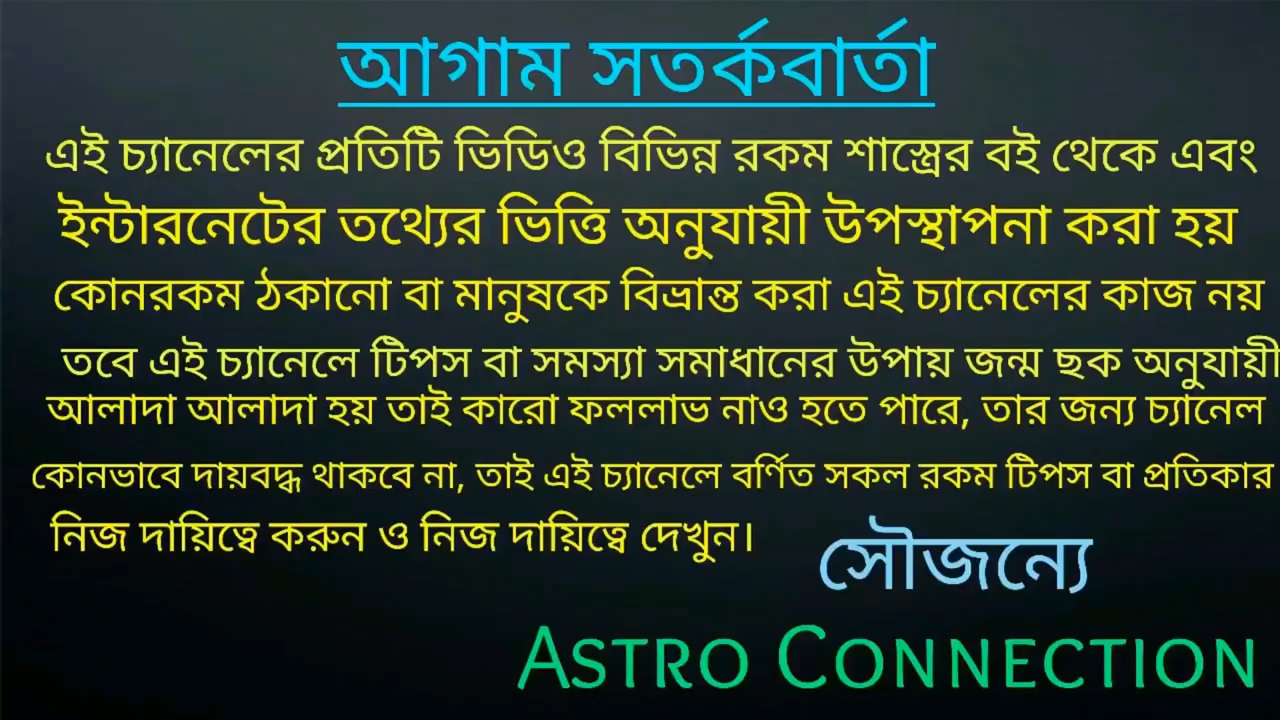 আগাম সতর্কবার্তা
এই চ্যানেলের প্রতিটি ভিডিও বিভিন্ন রকম শাস্ত্রের বই থেকে এবং
ইন্টারনেটের তথ্যের ভিত্তি অনুযায়ী উপস্থাপনা করা হয়
কোনরকম ঠকানো বা মানুষকে বিভ্রান্ত করা এই চ্যানেলের কাজ নয়
তবে এই চ্যানেলে টিপস বা সমস্যা সমাধানের উপায় জন্ম ছক অনুযায়ী
আলাদা আলাদা হয় তাই কারো ফললাভ নাও হতে পারে, তার জন্য চ্যানেল
কোনভাবে দায়বদ্ধ থাকবে না, তাই এই চ্যানেলে বর্ণিত সকল রকম টিপস বা প্রতিকার
নিজ দায়িত্বে করুন ও নিজ দায়িত্বে দেখুন।
সৌজন্যে
ASTRO CONNECTION